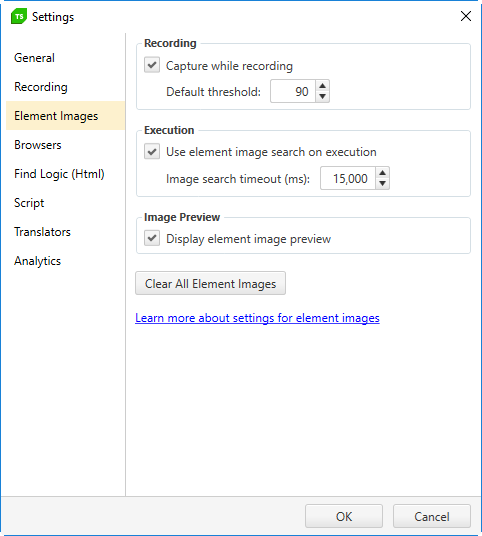 TS Settings
General
Recording
Element Images
Browsers
Find Logic (Html)
Script
Translators
Analytics
Recording
Capture while recording
Default threshold: 90
Execution
Use element image search on execution
Image search timeout (ms): 15,000
Image Preview
Display element image preview
Clear All Element Images
Learn more about settings for element images
OK Cancel